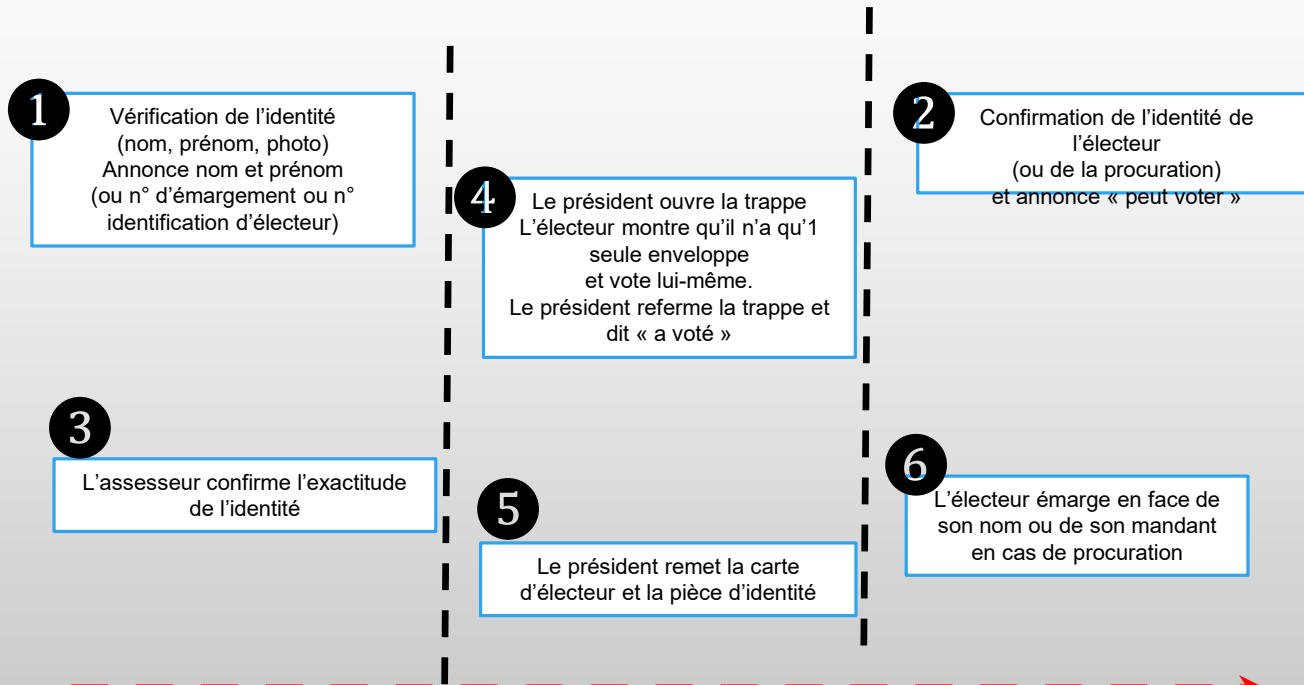 1
Vérification de l’identité
(nom, prénom, photo)
Annonce nom et prénom
(ou n° d’émargement ou n°
identification d’électeur)
2
Confirmation de l’identité de
l’électeur
(ou de la procuration)
et annonce « peut voter »
3
L’assesseur confirme l’exactitude
de l’identité
4
Le président ouvre la trappe
L’électeur montre qu’il n’a qu’1
seule enveloppe
et vote lui-même.
Le président referme la trappe et
dit « a voté »
5
Le président remet la carte
d’électeur et la pièce d’identité
6
L’électeur émarge en face de
son nom ou de son mandant
en cas de procuration